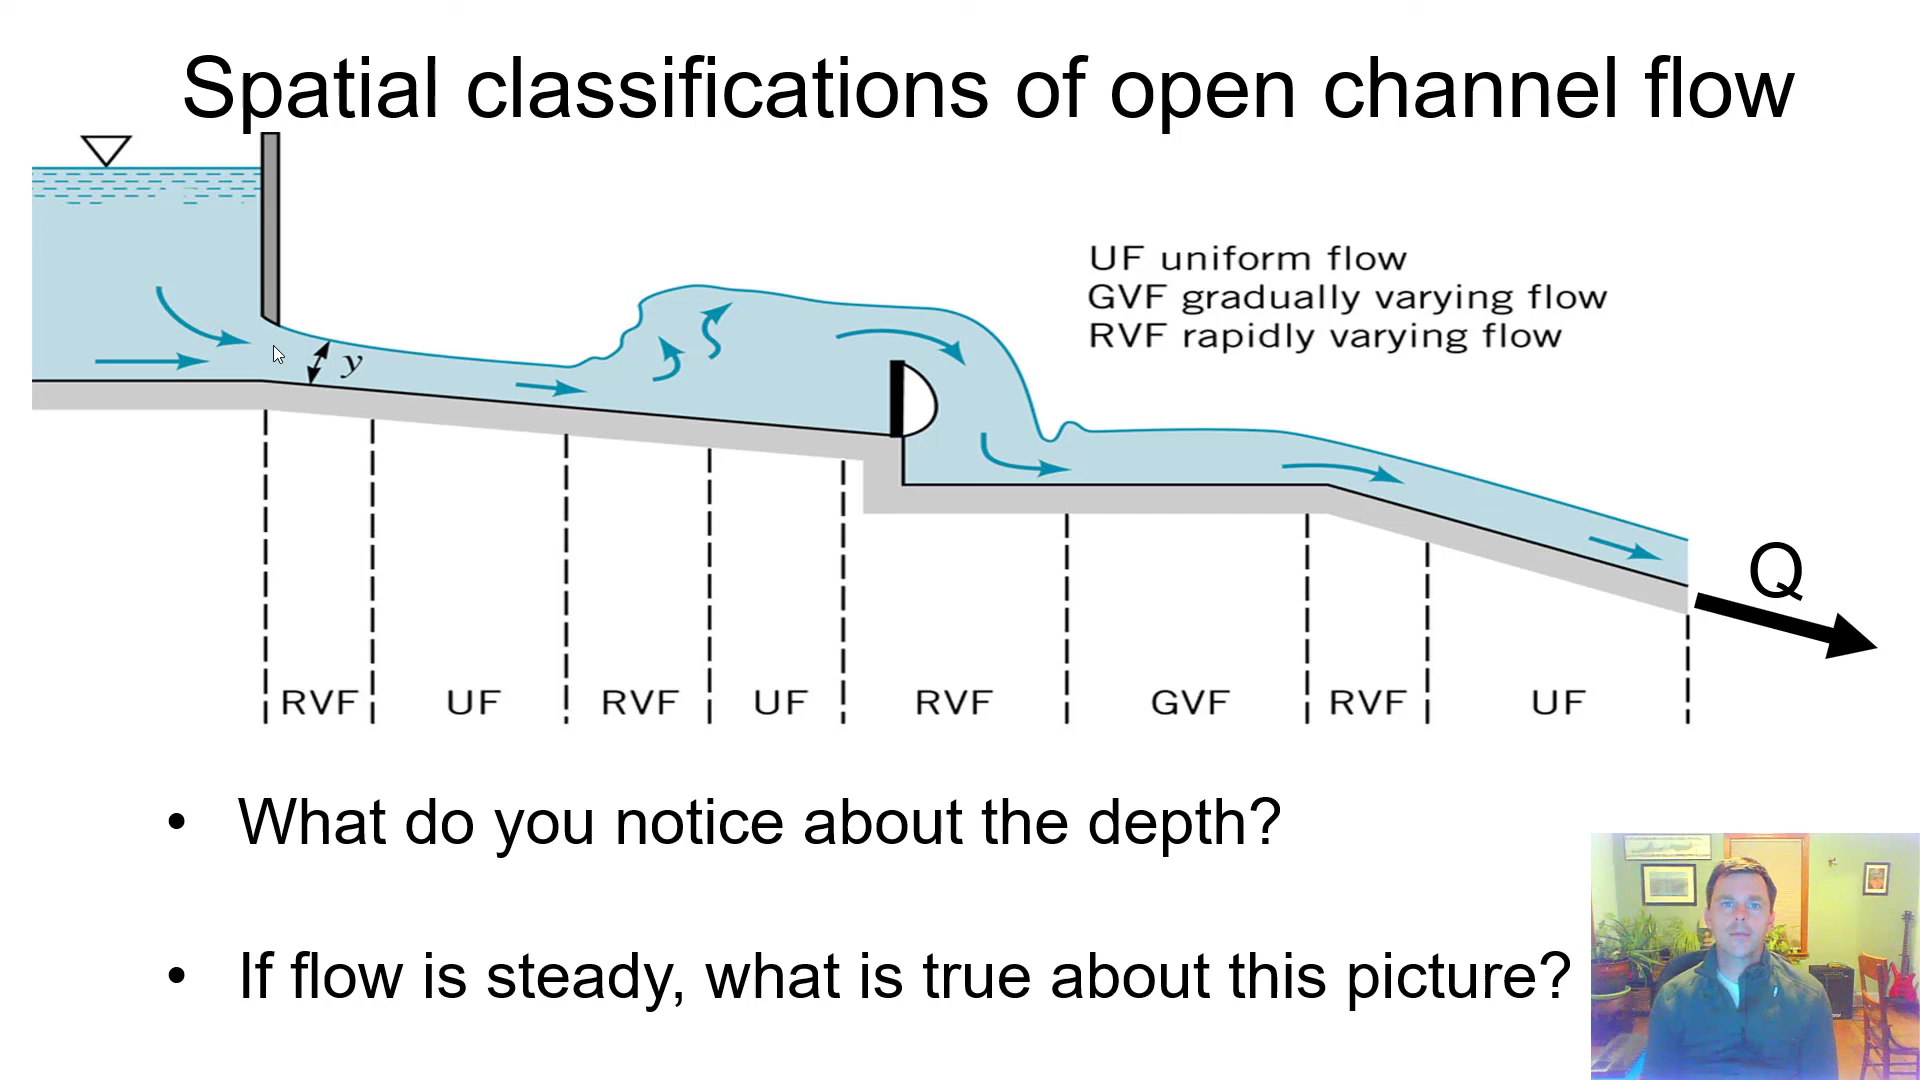 Spatial classifications of open channel flow
UF uniform flow
GVF gradually varying flow
RVF rapidly varying flow
y
Q
RVF UF RVF UF RVF GVF RVF UF
• What do you notice about the depth?
• If flow is steady, what is true about this picture?